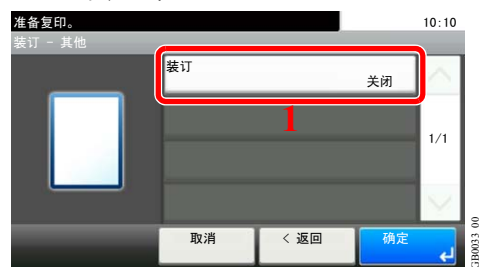 准备复印。
10:10
装订 - 其他
装订
关闭
1
1/1
取消
< 返回
确定
GB0033_00